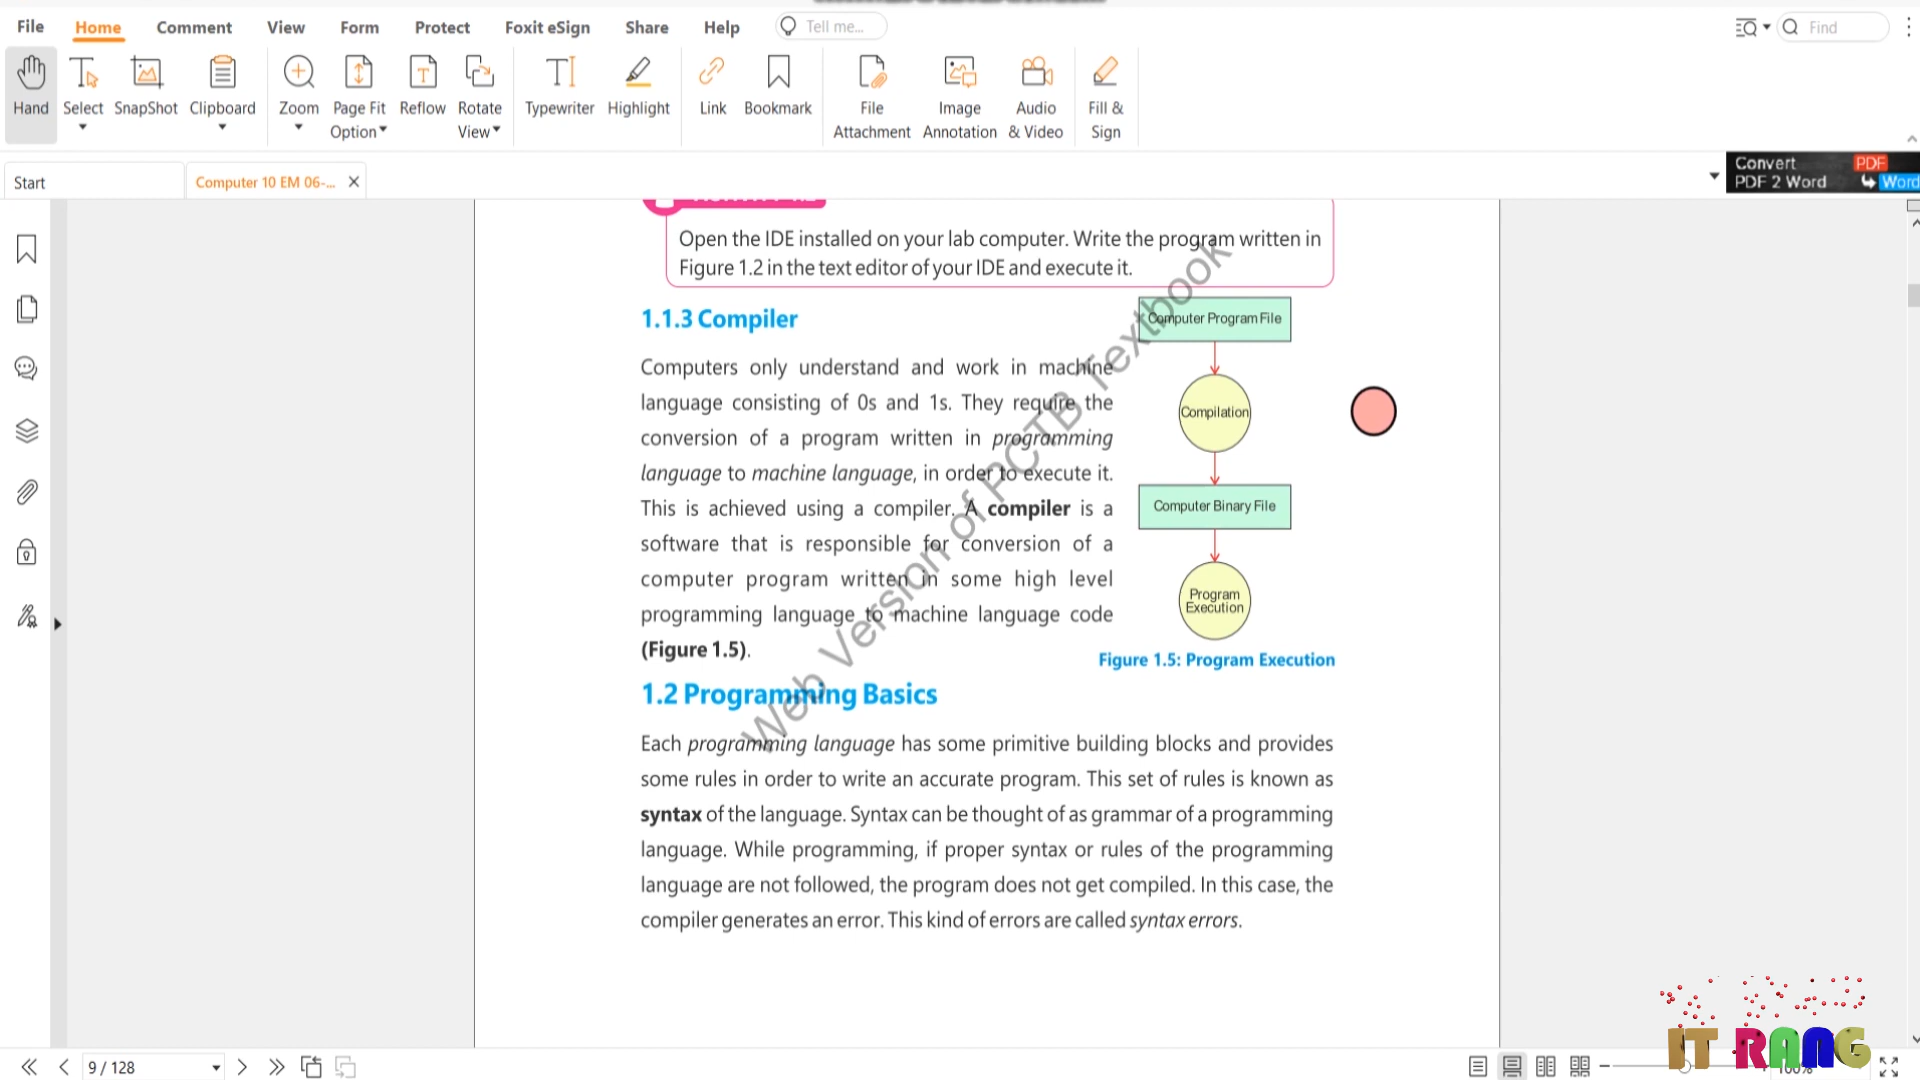 File Home Comment View Form Protect Foxit eSign Share Help Tell me... Find
Hand Select SnapShot Clipboard Zoom Page Fit Option Reflow Rotate View Typewriter Highlight Link Bookmark File Attachment Image Annotation Audio & Video Fill & Sign
Start Computer 10 EM 06-...
Convert PDF
PDF 2 Word Word
Open the IDE installed on your lab computer. Write the program written in
Figure 1.2 in the text editor of your IDE and execute it.
1.1.3 Compiler
Computers only understand and work in machine
language consisting of 0s and 1s. They require the
conversion of a program written in programming
language to machine language, in order to execute it.
This is achieved using a compiler. A compiler is a
software that is responsible for conversion of a
computer program written in some high level
programming language to machine language code
(Figure 1.5).
Computer Program File
Compilation
Computer Binary File
Program
Execution
Figure 1.5: Program Execution
1.2 Programming Basics
Each programming language has some primitive building blocks and provides
some rules in order to write an accurate program. This set of rules is known as
syntax of the language. Syntax can be thought of as grammar of a programming
language. While programming, if proper syntax or rules of the programming
language are not followed, the program does not get compiled. In this case, the
compiler generates an error. This kind of errors are called syntax errors.
Web Version of PCTB Textbook
9 / 128
IT RANG